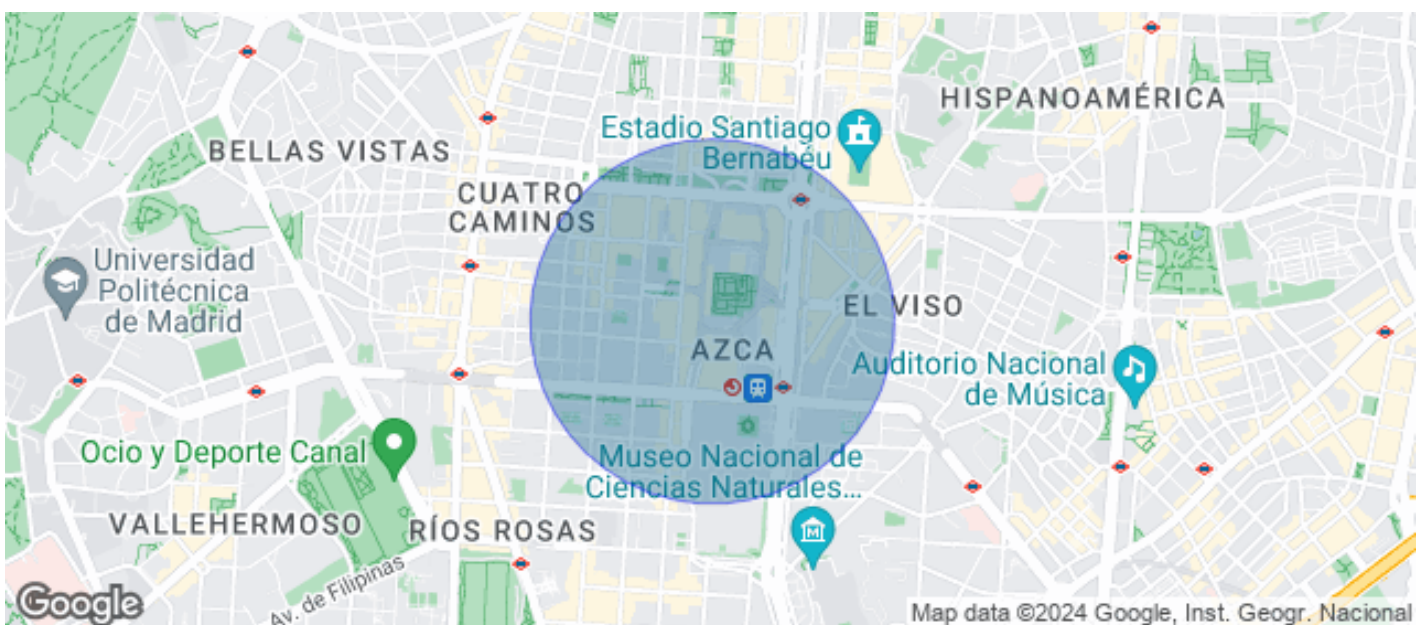 HISPANOAMÉRICA
Estadio Santiago
Bernabéu
BELLAS VISTAS
CUATRO
CAMINOS
Universidad
Politécnica
de Madrid
EL VISO
AZCA
Auditorio Nacional
de Música
Ocio y Deporte Canal
Museo Nacional de
Ciencias Naturales...
VALLEHERMOSO
RÍOS ROSAS
Av. de Filipinas
Google
Map data ©2024 Google, Inst. Geogr. Nacional